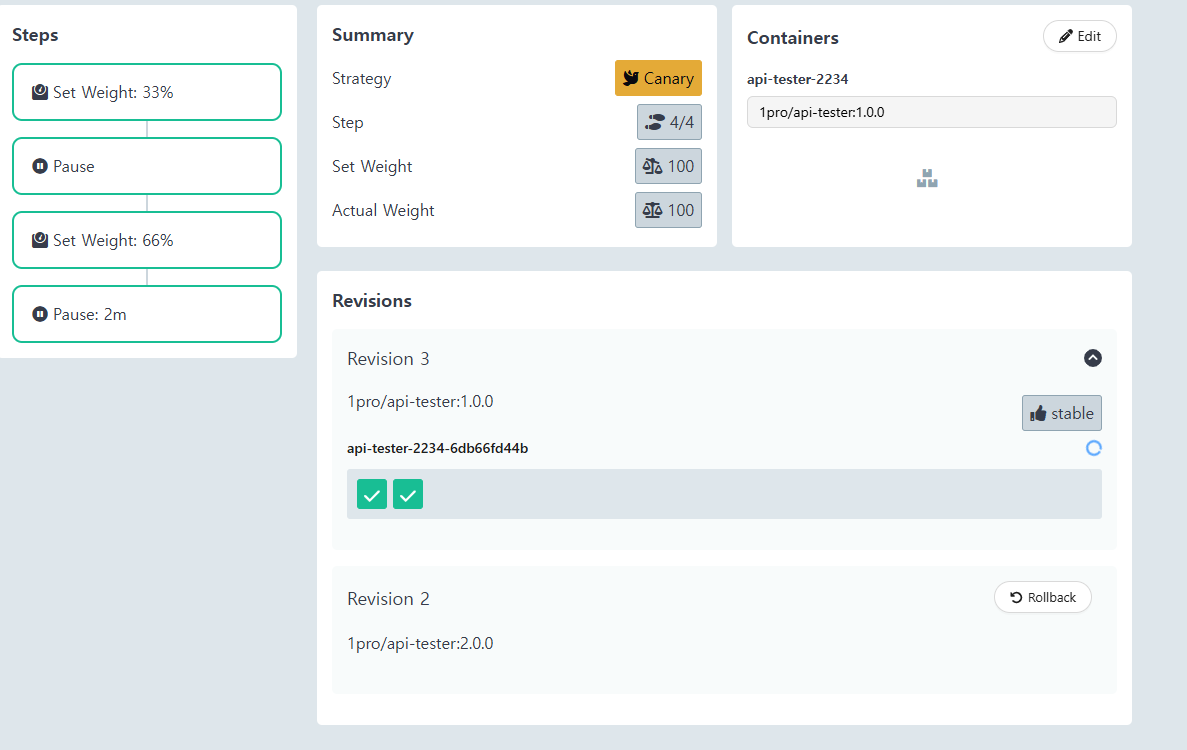 Steps
Set Weight: 33%
Pause
Set Weight: 66%
Pause: 2m
Summary
Strategy Canary
Step 4/4
Set Weight 100
Actual Weight 100
Containers Edit
api-tester-2234
1pro/api-tester:1.0.0
Revisions
Revision 3
1pro/api-tester:1.0.0
stable
api-tester-2234-6db66fd44b
Revision 2 Rollback
1pro/api-tester:2.0.0